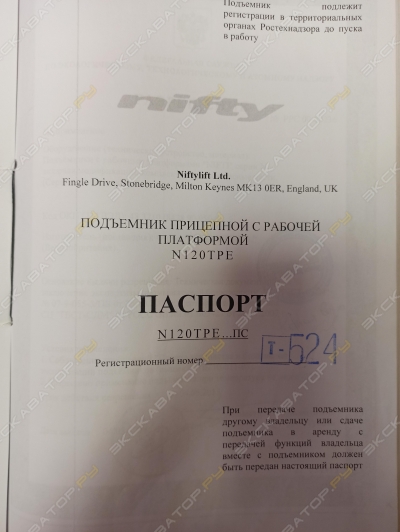 Подъемник подлежит
регистрации в территориальных
органах Ростехнадзора до пуска
в работу
nifty
Niftylift Ltd.
Fingle Drive, Stonebridge, Milton Keynes MK13 0ER, England, UK
ПОДЪЕМНИК ПРИЦЕПНОЙ С РАБОЧЕЙ
ПЛАТФОРМОЙ
N120TPE
ПАСПОРТ
N120TPE...ПС
Регистрационный номер Т-524
При передаче подъемника
другому владельцу или сдаче
подъемника в аренду с
передачей функций владельца
вместе с подъемником должен
быть передан настоящий паспорт
ЭКСКАВАТОР.РУ